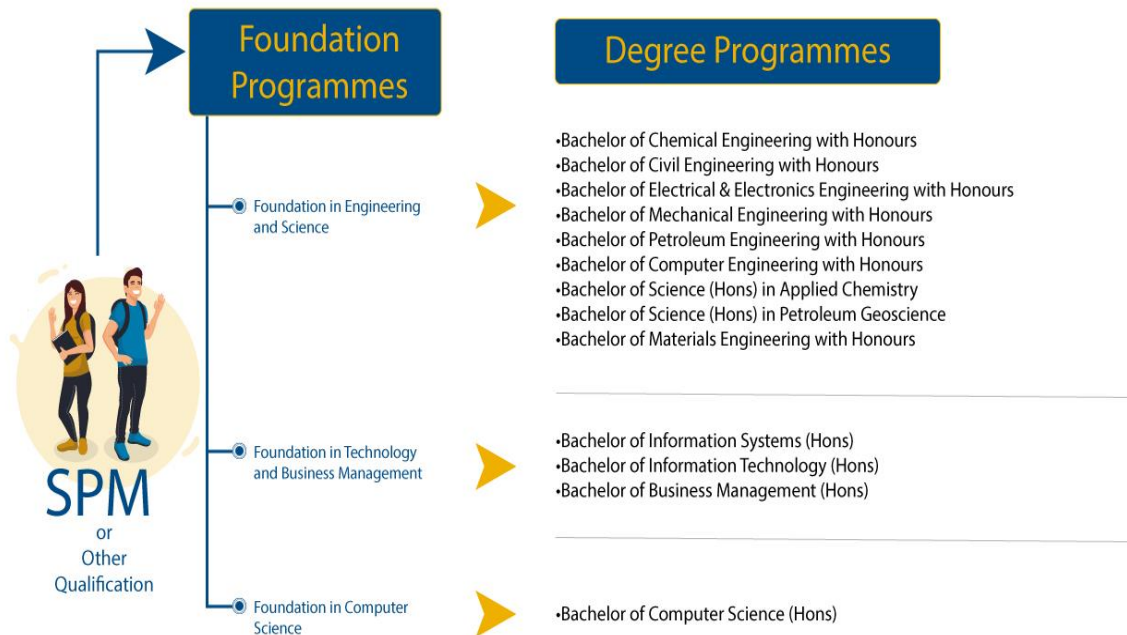 Foundation
Programmes
Degree Programmes
Foundation in Engineering
and Science
•Bachelor of Chemical Engineering with Honours
•Bachelor of Civil Engineering with Honours
•Bachelor of Electrical & Electronics Engineering with Honours
•Bachelor of Mechanical Engineering with Honours
•Bachelor of Petroleum Engineering with Honours
•Bachelor of Computer Engineering with Honours
•Bachelor of Science (Hons) in Applied Chemistry
•Bachelor of Science (Hons) in Petroleum Geoscience
•Bachelor of Materials Engineering with Honours
Foundation in Technology
and Business Management
•Bachelor of Information Systems (Hons)
•Bachelor of Information Technology (Hons)
•Bachelor of Business Management (Hons)
SPM
or
Other
Qualification
Foundation in Computer
Science
•Bachelor of Computer Science (Hons)